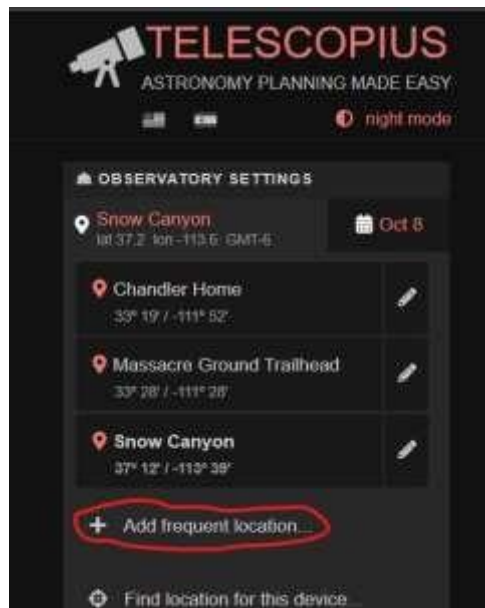 TELESCOPIUS
ASTRONOMY PLANNING MADE EASY
night mode
OBSERVATORY SETTINGS
Snow Canyon
lat 37.2 lon -113.6 GMT-6
Oct 8
Chandler Home
33° 19' / -111° 52'
Massacre Ground Trailhead
33° 28' / -111° 28'
Snow Canyon
37° 12' / -113° 39'
+ Add frequent location...
Find location for this device...